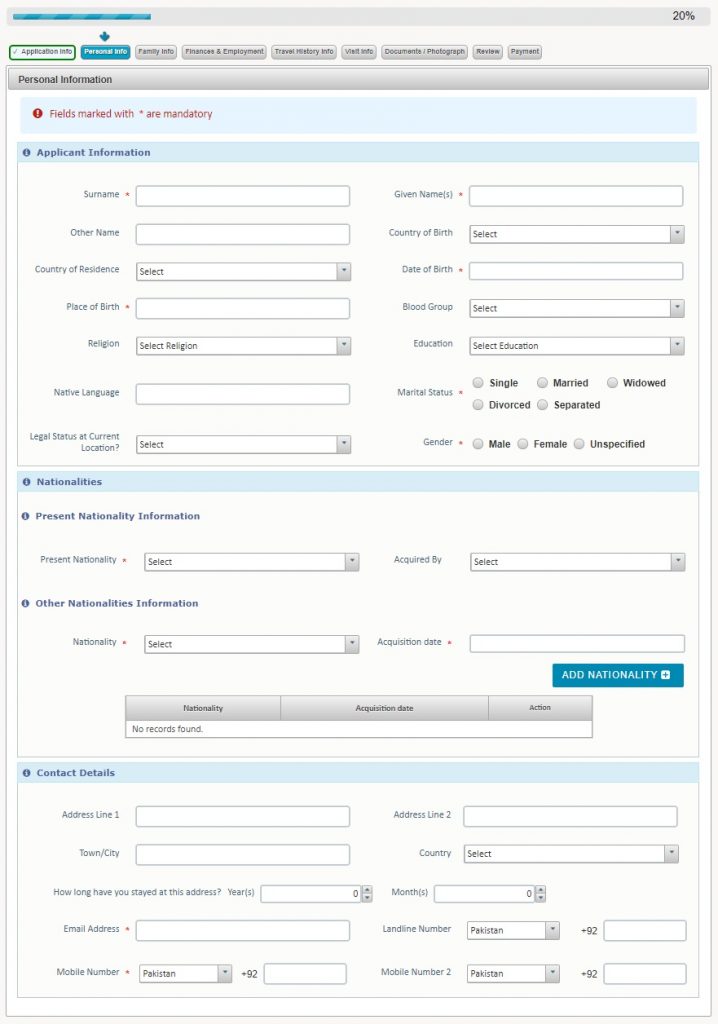 20%
✓ Application Info Personal Info Family Info Finances & Employment Travel History Info Visit Info Documents / Photograph Review Payment
Personal Information
Fields marked with * are mandatory
Applicant Information
Surname * Given Name(s) *
Other Name Country of Birth Select
Country of Residence Select Date of Birth *
Place of Birth * Blood Group Select
Religion Select Religion Education Select Education
Native Language Marital Status * Single Married Widowed
Divorced Separated
Legal Status at Current
Location? Select Gender * Male Female Unspecified
Nationalities
Present Nationality Information
Present Nationality * Select Acquired By Select
Other Nationalities Information
Nationality * Select Acquisition date *
ADD NATIONALITY
Nationality Acquisition date Action
No records found.
Contact Details
Address Line 1 Address Line 2
Town/City Country Select
How long have you stayed at this address? Year(s) 0 Month(s) 0
Email Address * Landline Number Pakistan +92
Mobile Number * Pakistan +92 Mobile Number 2 Pakistan +92